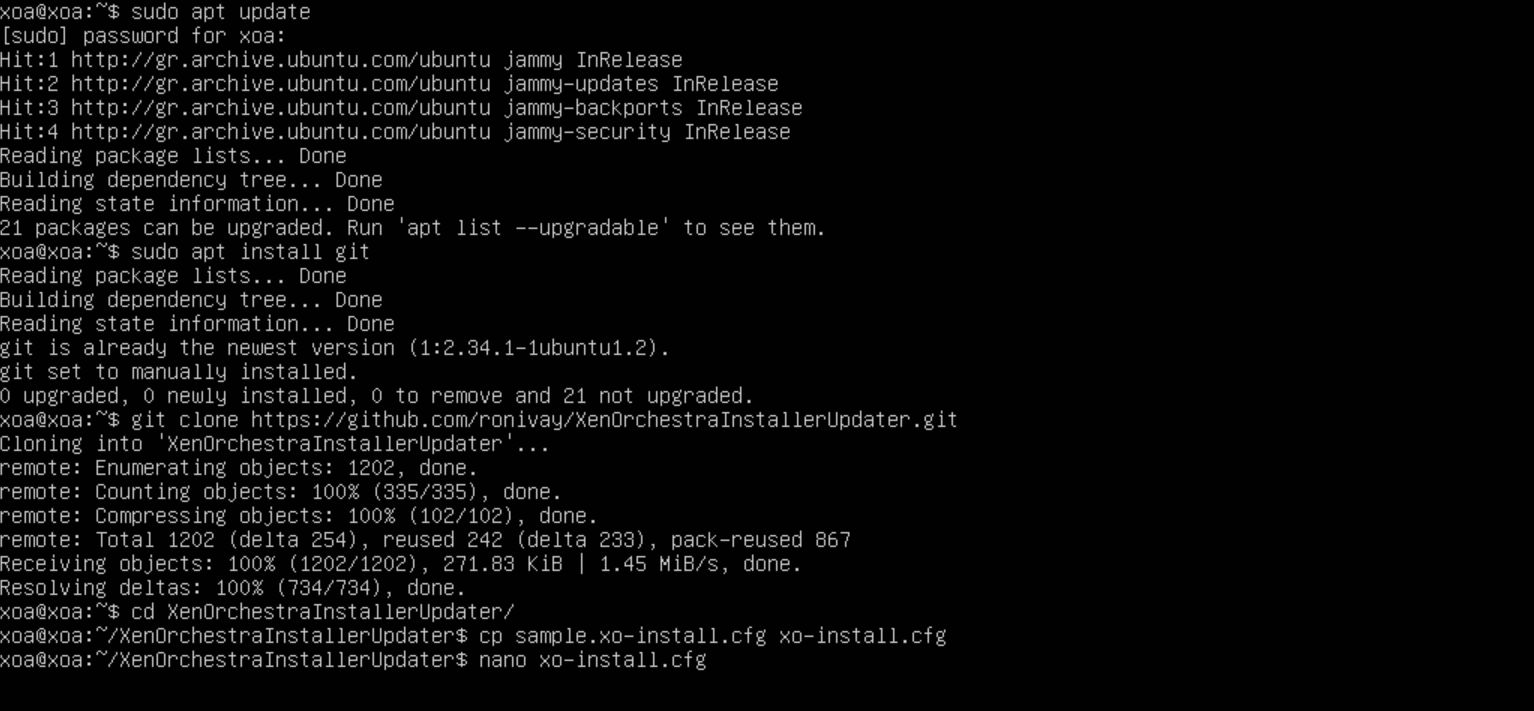 xoa@xoa:~$ sudo apt update
[sudo] password for xoa:
Hit:1 http://gr.archive.ubuntu.com/ubuntu jammy InRelease
Hit:2 http://gr.archive.ubuntu.com/ubuntu jammy-updates InRelease
Hit:3 http://gr.archive.ubuntu.com/ubuntu jammy-backports InRelease
Hit:4 http://gr.archive.ubuntu.com/ubuntu jammy-security InRelease
Reading package lists... Done
Building dependency tree... Done
Reading state information... Done
21 packages can be upgraded. Run 'apt list --upgradable' to see them.
xoa@xoa:~$ sudo apt install git
Reading package lists... Done
Building dependency tree... Done
Reading state information... Done
git is already the newest version (1:2.34.1-1ubuntu1.2).
git set to manually installed.
0 upgraded, 0 newly installed, 0 to remove and 21 not upgraded.
xoa@xoa:~$ git clone https://github.com/ronivay/XenOrchestraInstallerUpdater.git
Cloning into 'XenOrchestraInstallerUpdater'...
remote: Enumerating objects: 1202, done.
remote: Counting objects: 100% (335/335), done.
remote: Compressing objects: 100% (102/102), done.
remote: Total 1202 (delta 254), reused 242 (delta 233), pack-reused 867
Receiving objects: 100% (1202/1202), 271.83 KiB | 1.45 MiB/s, done.
Resolving deltas: 100% (734/734), done.
xoa@xoa:~$ cd XenOrchestraInstallerUpdater/
xoa@xoa:~/XenOrchestraInstallerUpdater$ cp sample.xo-install.cfg xo-install.cfg
xoa@xoa:~/XenOrchestraInstallerUpdater$ nano xo-install.cfg